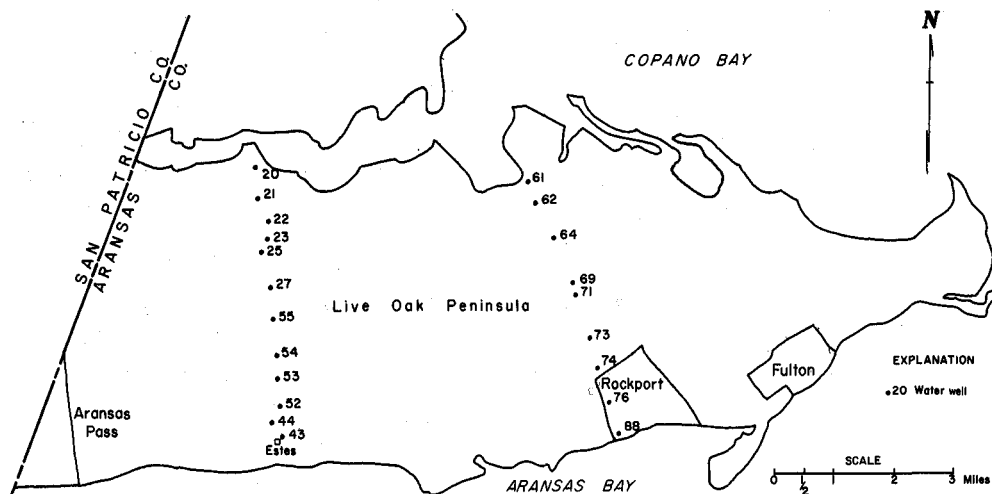 N
COPANO BAY
SAN PATRICIO CO.
ARANSAS CO.
20
21
22
23
25
27
55
54
53
52
44
43
Estes
61
62
64
69
71
73
74
76
88
Live Oak Peninsula
Aransas
Pass
Rockport
Fulton
EXPLANATION
20 Water well
ARANSAS BAY
SCALE
0 1/2 1 2 3 Miles